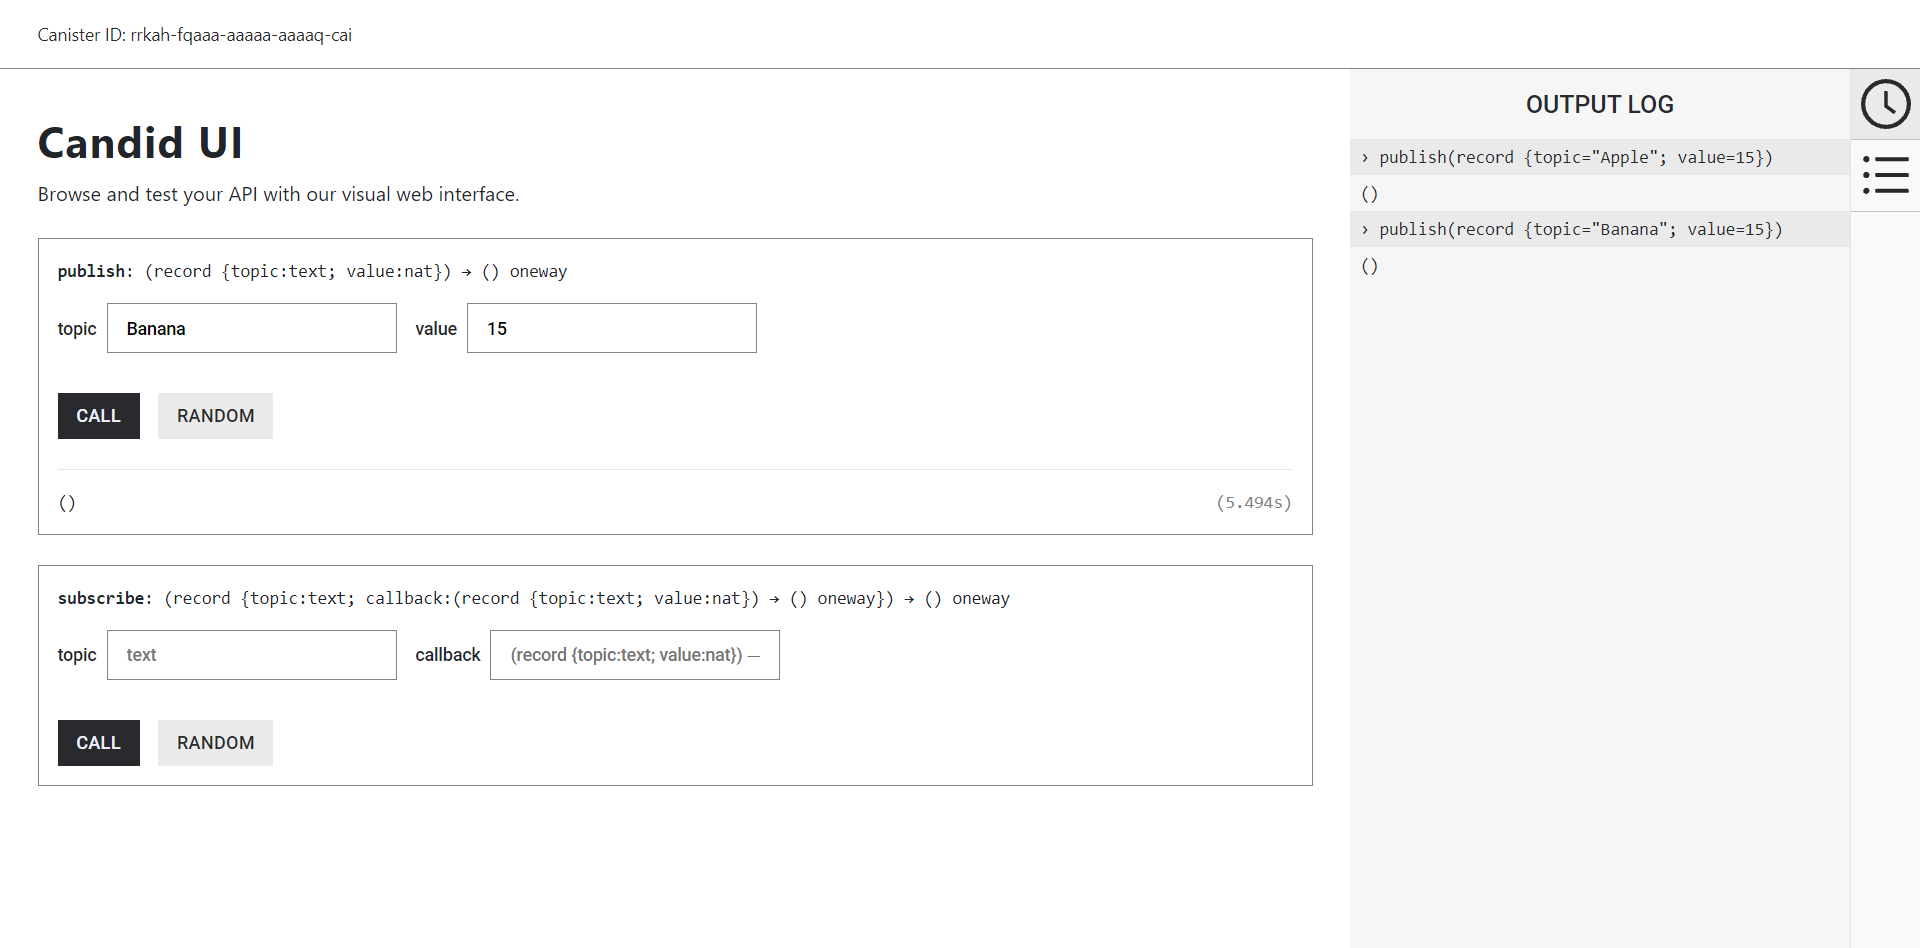 Canister ID: rrkah-fqaaa-aaaaa-aaaaq-cai
Candid UI
Browse and test your API with our visual web interface.
publish: (record {topic:text; value:nat}) → () oneway
topic Banana value 15
CALL RANDOM
() (5.494s)
subscribe: (record {topic:text; callback:(record {topic:text; value:nat}) → () oneway}) → () oneway
topic text callback (record {topic:text; value:nat}) —
CALL RANDOM
OUTPUT LOG
› publish(record {topic="Apple"; value=15})
()
› publish(record {topic="Banana"; value=15})
()